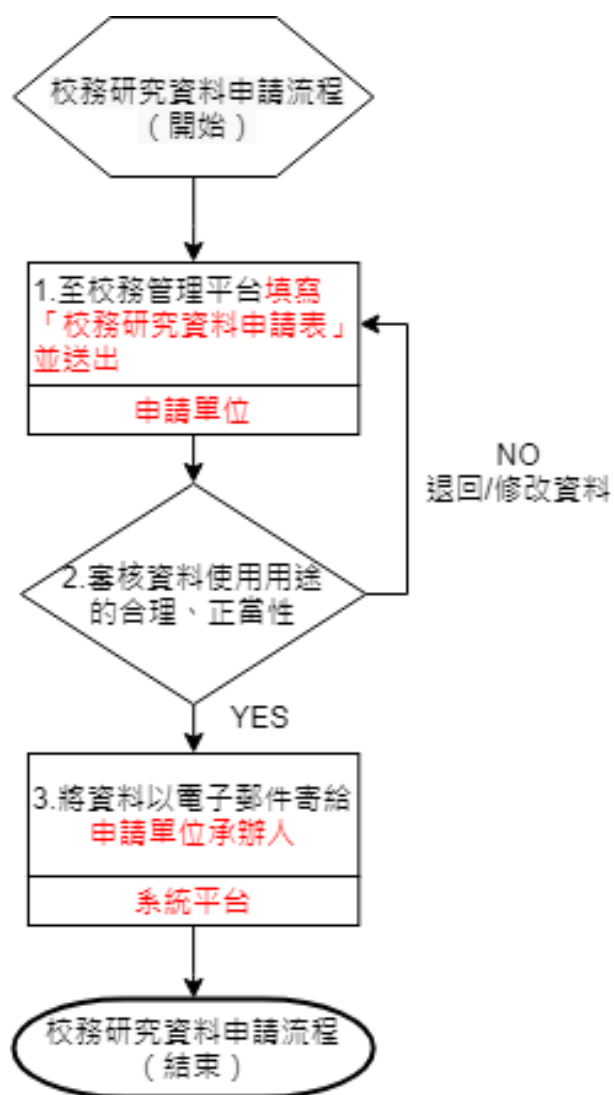 校務研究資料申請流程
（開始）
1.至校務管理平台填寫
「校務研究資料申請表」
並送出
申請單位
NO
退回/修改資料
2.審核資料使用用途
的合理、正當性
YES
3.將資料以電子郵件寄給
申請單位承辦人
系統平台
校務研究資料申請流程
（結束）